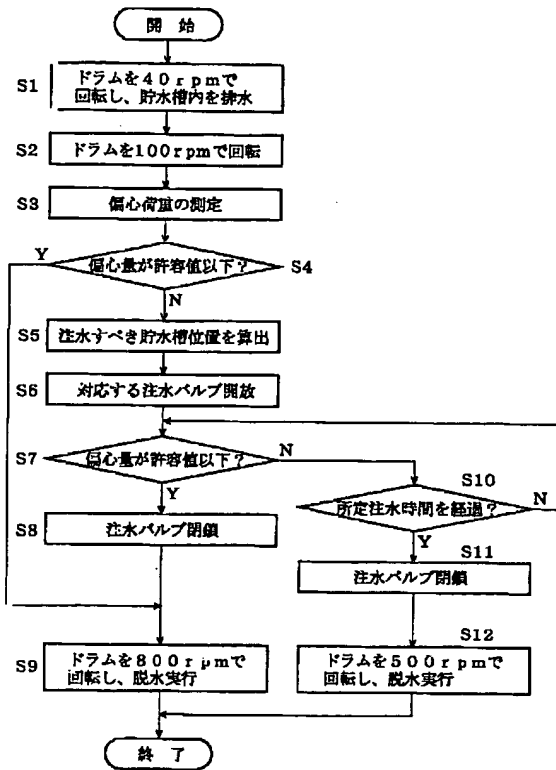 開 始
S1
ドラムを40rpmで
回転し、貯水槽内を排水
S2
ドラムを100rpmで回転
S3
偏心荷重の測定
Y
偏心量が許容値以下?
S4
N
S5
注水すべき貯水槽位置を算出
S6
対応する注水バルブ開放
S7
偏心量が許容値以下?
N
Y
S10
所定注水時間を経過?
N
Y
S8
注水バルブ閉鎖
S11
注水バルブ閉鎖
S9
ドラムを800rpmで
回転し、脱水実行
S12
ドラムを500rpmで
回転し、脱水実行
終 了